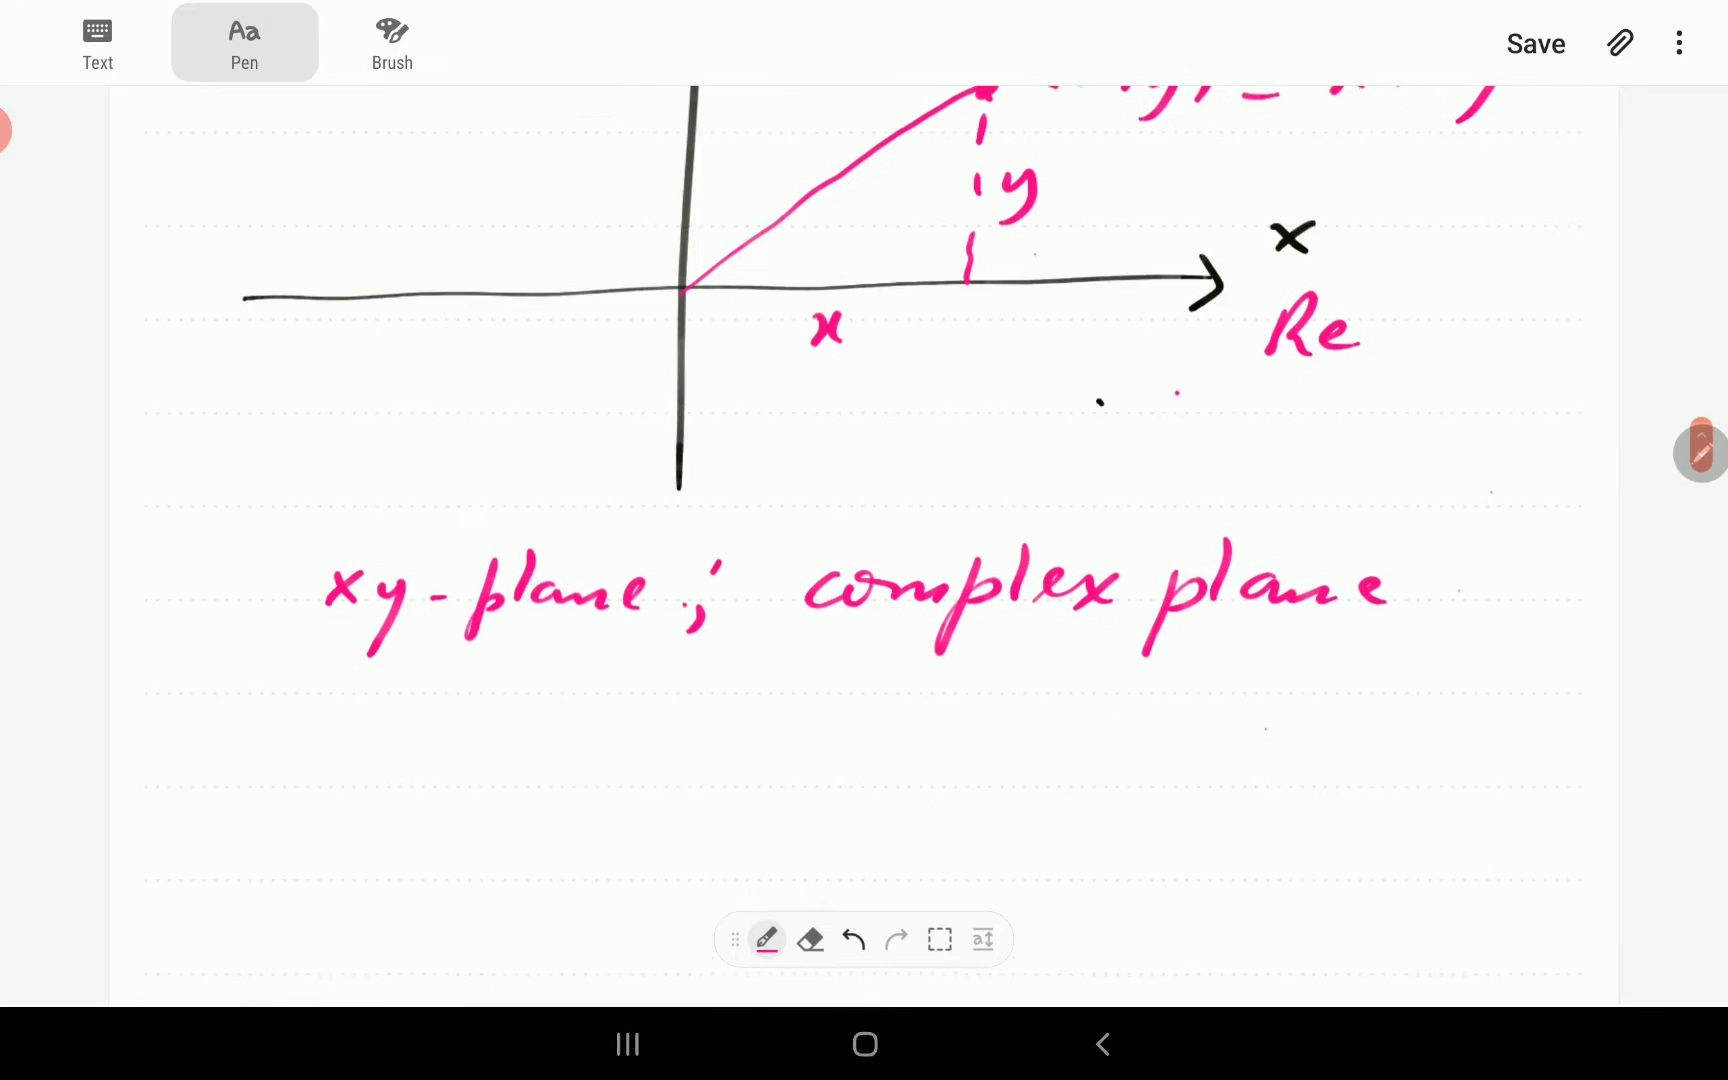 Text Pen Brush Save
y
x
x
Re
xy-plane; complex plane